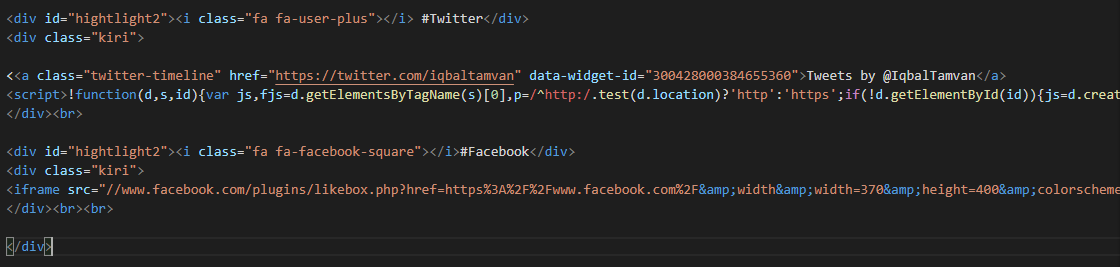 <div id="hightlight2"><i class="fa fa-user-plus"></i> #Twitter</div>
<div class="kiri">
<<a class="twitter-timeline" href="https://twitter.com/iqbaltamvan" data-widget-id="300428000384655360">Tweets by @IqbalTamvan</a>
<script>!function(d,s,id){var js,fjs=d.getElementsByTagName(s)[0],p=/^http:/.test(d.location)?'http':'https';if(!d.getElementById(id)){js=d.creat
</div><br>
<div id="hightlight2"><i class="fa fa-facebook-square"></i>#Facebook</div>
<div class="kiri">
<iframe src="//www.facebook.com/plugins/likebox.php?href=https%3A%2F%2Fwww.facebook.com%2F&amp;width&amp;width=370&amp;height=400&amp;colorscheme
</div><br><br>
</div>